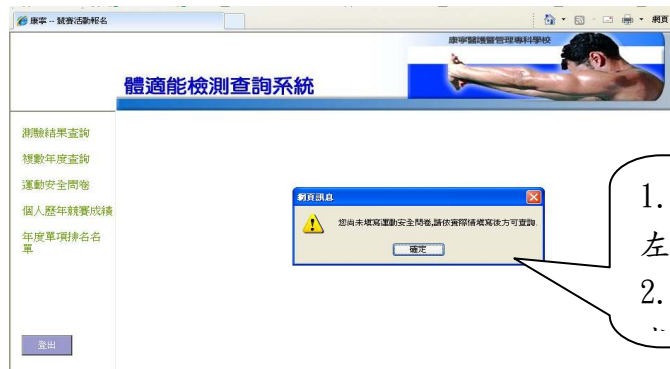 康寧 -- 競賽活動報名
網頁
康寧醫護暨管理專科學校
體適能檢測查詢系統
測驗結果查詢
複數年度查詢
運動安全問卷
個人歷年競賽成績
年度單項排名名
單
登出
網頁訊息
您尚未填寫運動安全問卷,請依實際情填寫後方可查詢.
確定
1.
左
2.